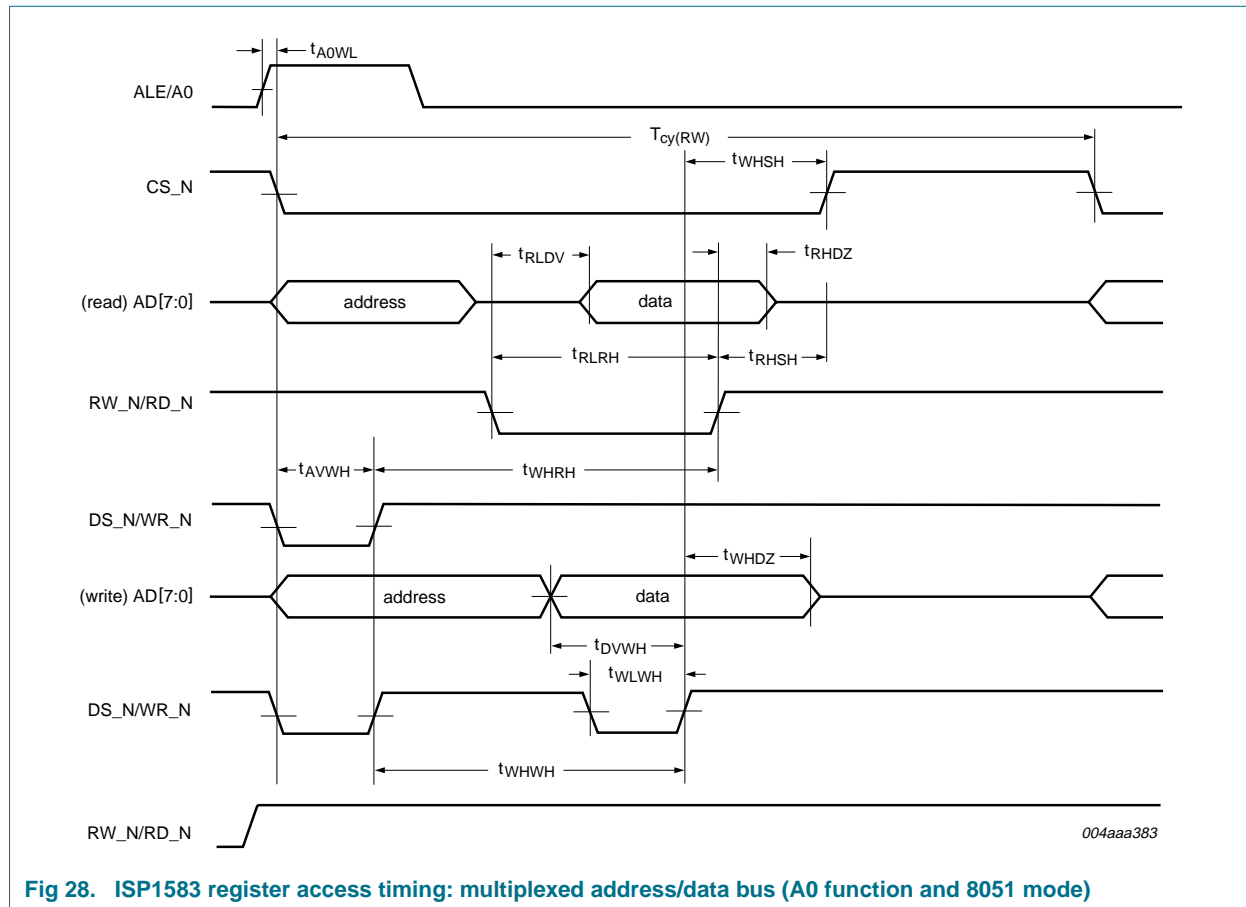 tA0WL
ALE/A0
Tcy(RW)
tWHSH
CS_N
tRLDV
tRHDZ
(read) AD[7:0]
address
data
tRLRH
tRHSH
RW_N/RD_N
tAVWH
tWHRH
DS_N/WR_N
tWHDZ
(write) AD[7:0]
address
data
tDVWH
tWLWH
DS_N/WR_N
tWHWH
RW_N/RD_N
004aaa383
Fig 28. ISP1583 register access timing: multiplexed address/data bus (A0 function and 8051 mode)